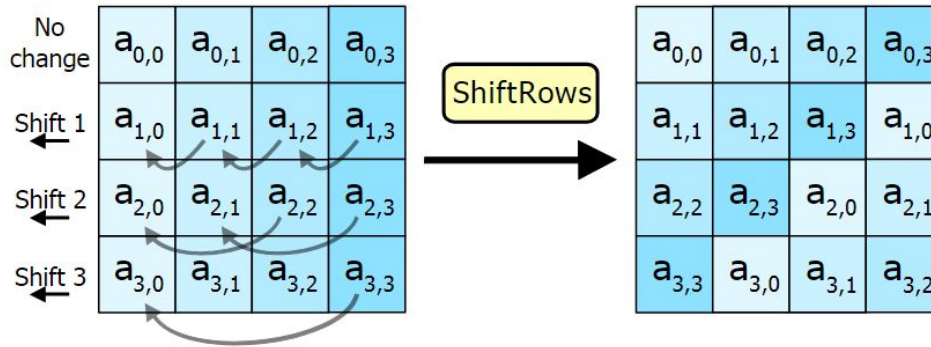 No
change
a0,0 a0,1 a0,2 a0,3
Shift 1
a1,0 a1,1 a1,2 a1,3
Shift 2
a2,0 a2,1 a2,2 a2,3
Shift 3
a3,0 a3,1 a3,2 a3,3
ShiftRows
a0,0 a0,1 a0,2 a0,3
a1,1 a1,2 a1,3 a1,0
a2,2 a2,3 a2,0 a2,1
a3,3 a3,0 a3,1 a3,2